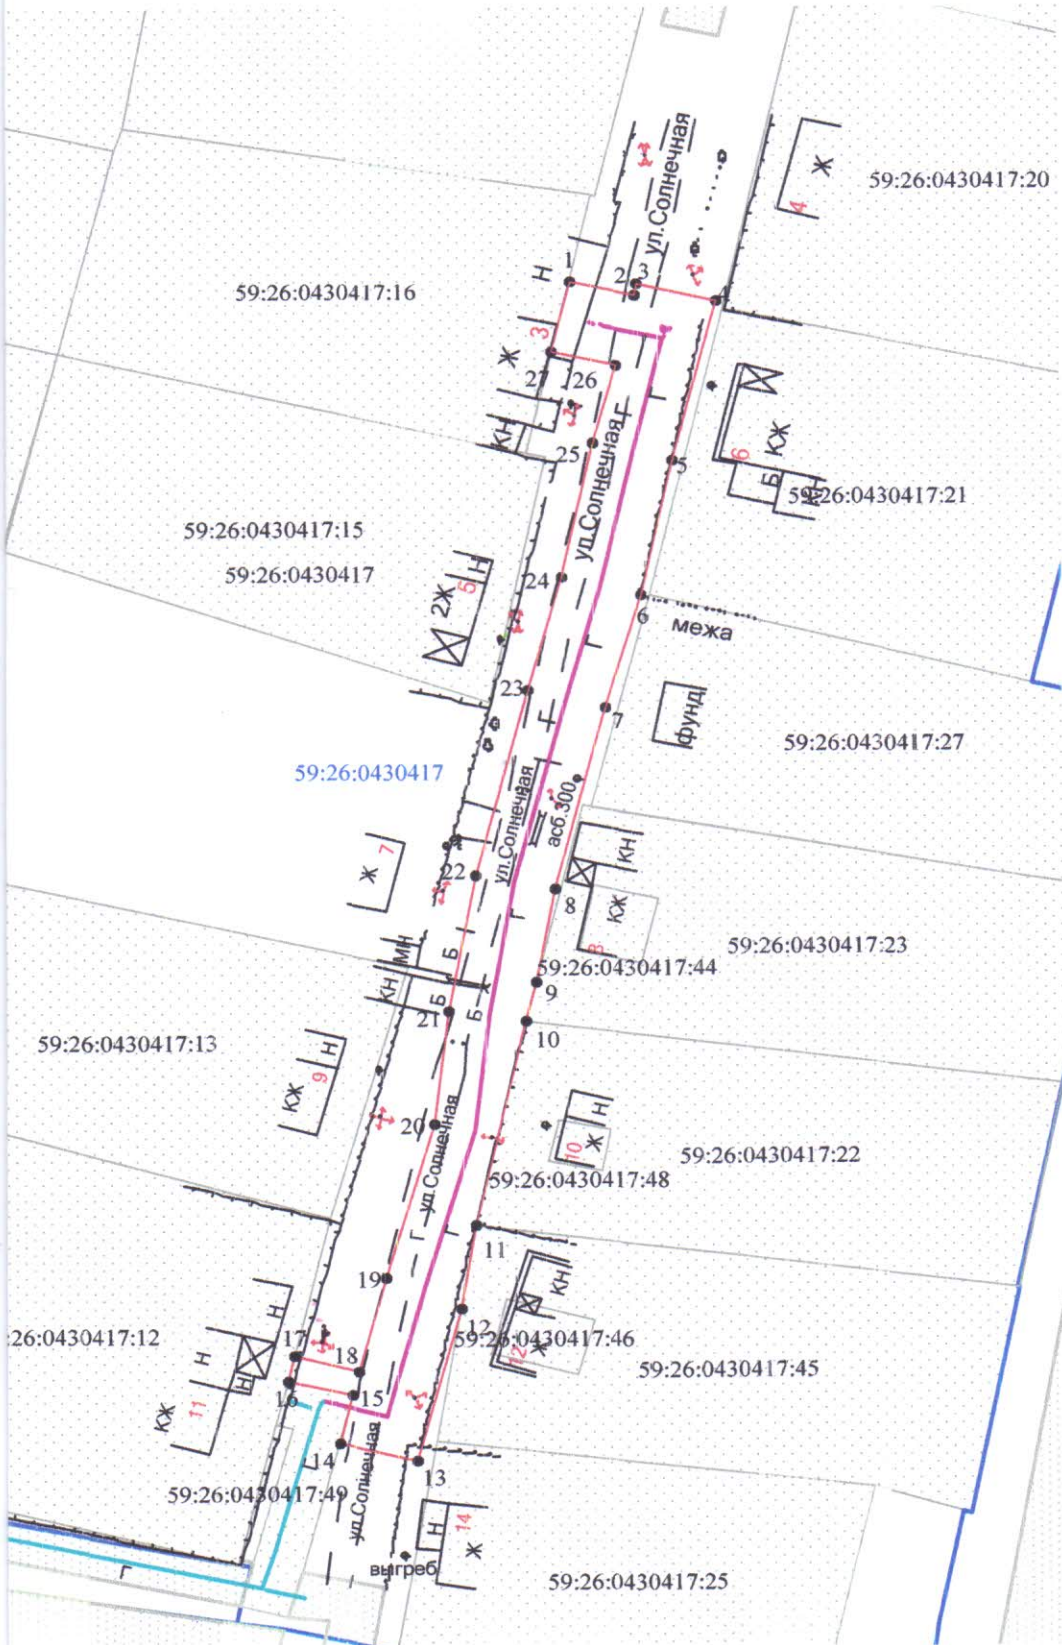 ул.Солнечная
Ж
4
59:26:0430417:20
1
2
3
4
Н
59:26:0430417:16
3
Ж
27
26
Г
КН
25
5
6
КЖ
Б
КН
59:26:0430417:21
ул.Солнечная
59:26:0430417:15
59:26:0430417
24
2Ж
5
Н
6
межа
Г
23
7
фунд
Г
59:26:0430417:27
59:26:0430417
ул.Солнечная
асб.300
7
Ж
22
КН
8
КЖ
8
Г
59:26:0430417:23
МН
Б
59:26:0430417:44
КН
9
Б
21
Б
10
59:26:0430417:13
Н
9
КЖ
Н
20
10
Ж
59:26:0430417:22
ул.Солнечная
59:26:0430417:48
Г
11
Г
19
КН
Н
12
59:26:0430417:46
:26:0430417:12
17
Н
18
12
Ж
59:26:0430417:45
Н
16
15
11
КЖ
14
Г
13
59:26:0430417:49
ул.Солнечная
Н
14
Ж
выгреб
Г
59:26:0430417:25